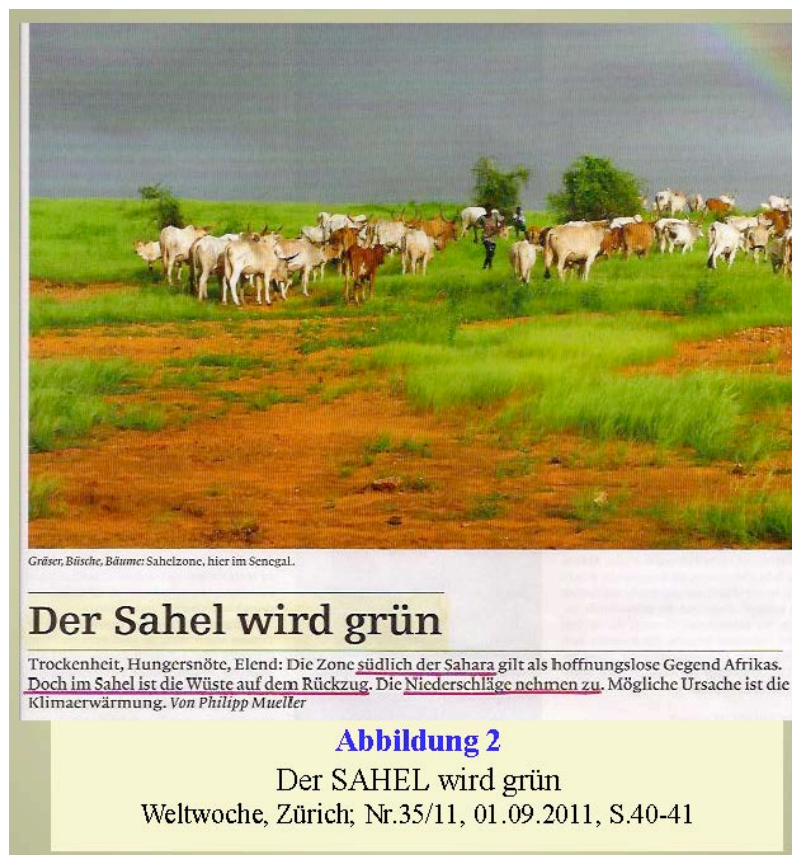 Gräser, Büsche, Bäume: Sahelzone, hier im Senegal.
Der Sahel wird grün
Trockenheit, Hungersnöte, Elend: Die Zone südlich der Sahara gilt als hoffnungslose Gegend Afrikas.
Doch im Sahel ist die Wüste auf dem Rückzug. Die Niederschläge nehmen zu. Mögliche Ursache ist die
Klimaerwärmung. Von Philipp Mueller
Abbildung 2
Der SAHEL wird grün
Weltwoche, Zürich; Nr.35/11, 01.09.2011, S.40-41